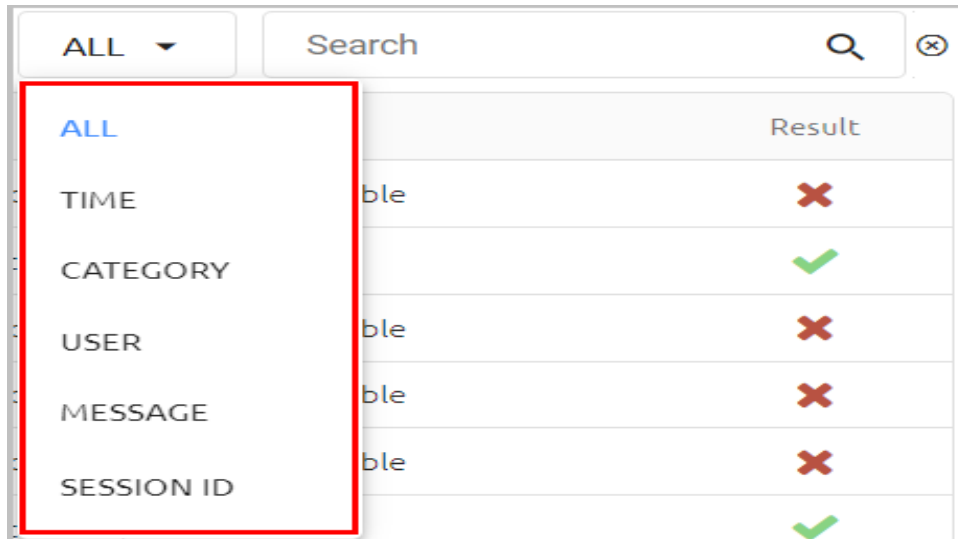 ALL
Search
ALL
Result
TIME
ble
CATEGORY
USER
ble
MESSAGE
ble
ble
SESSION ID